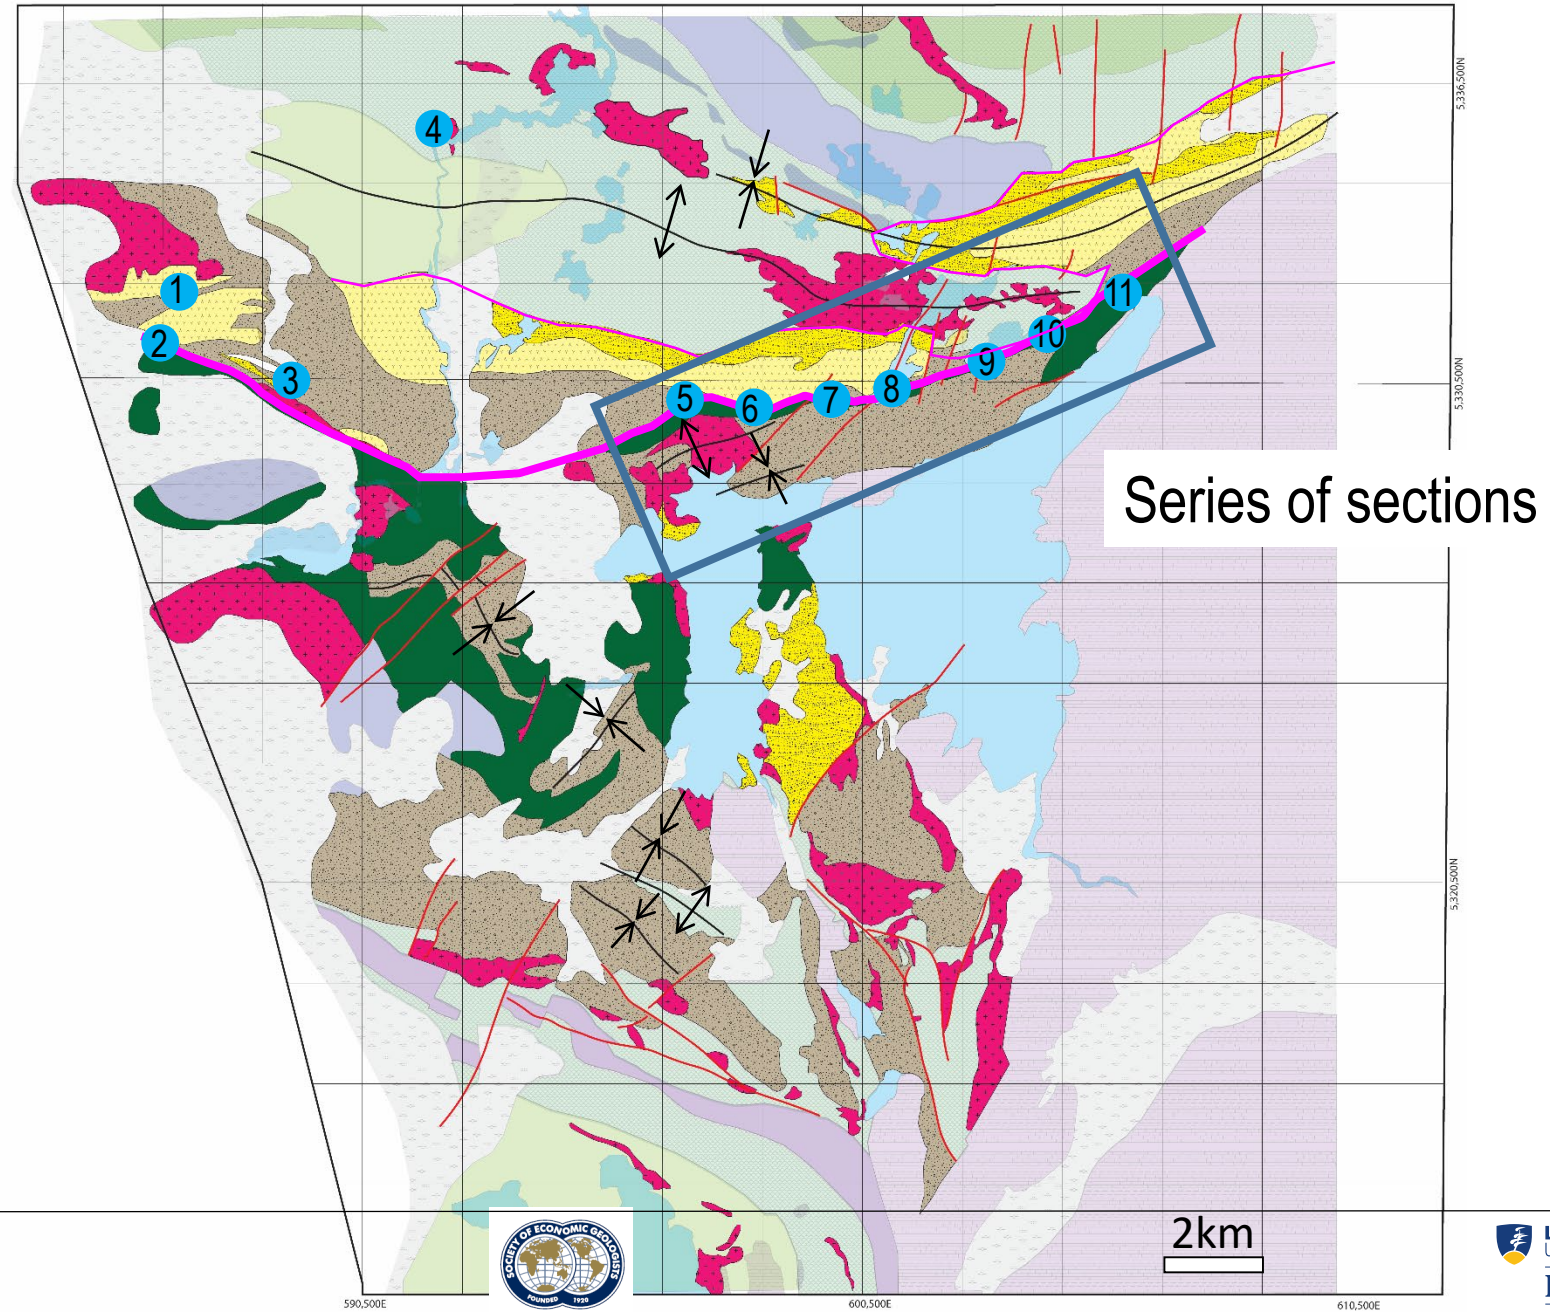 5,336,500N
4
1
11
2
10
9
3
8
5
7
6
5,330,500N
Series of sections
5,320,500N
2km
SOCIETY OF ECONOMIC GEOLOGISTS
FOUNDED 1920
590,500E
600,500E
610,500E